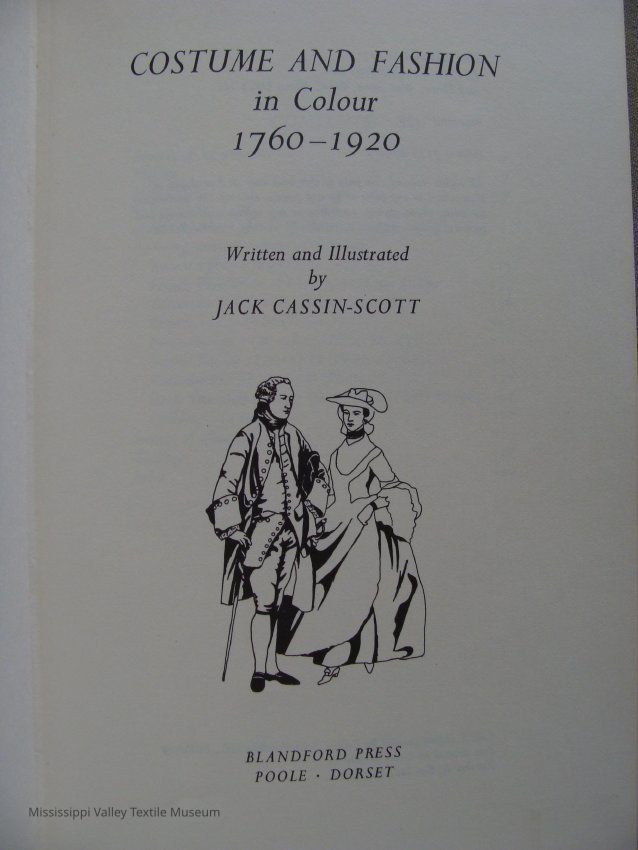 COSTUME AND FASHION
in Colour
1760–1920
Written and Illustrated
by
JACK CASSIN-SCOTT
BLANDFORD PRESS
POOLE · DORSET
Mississippi Valley Textile Museum